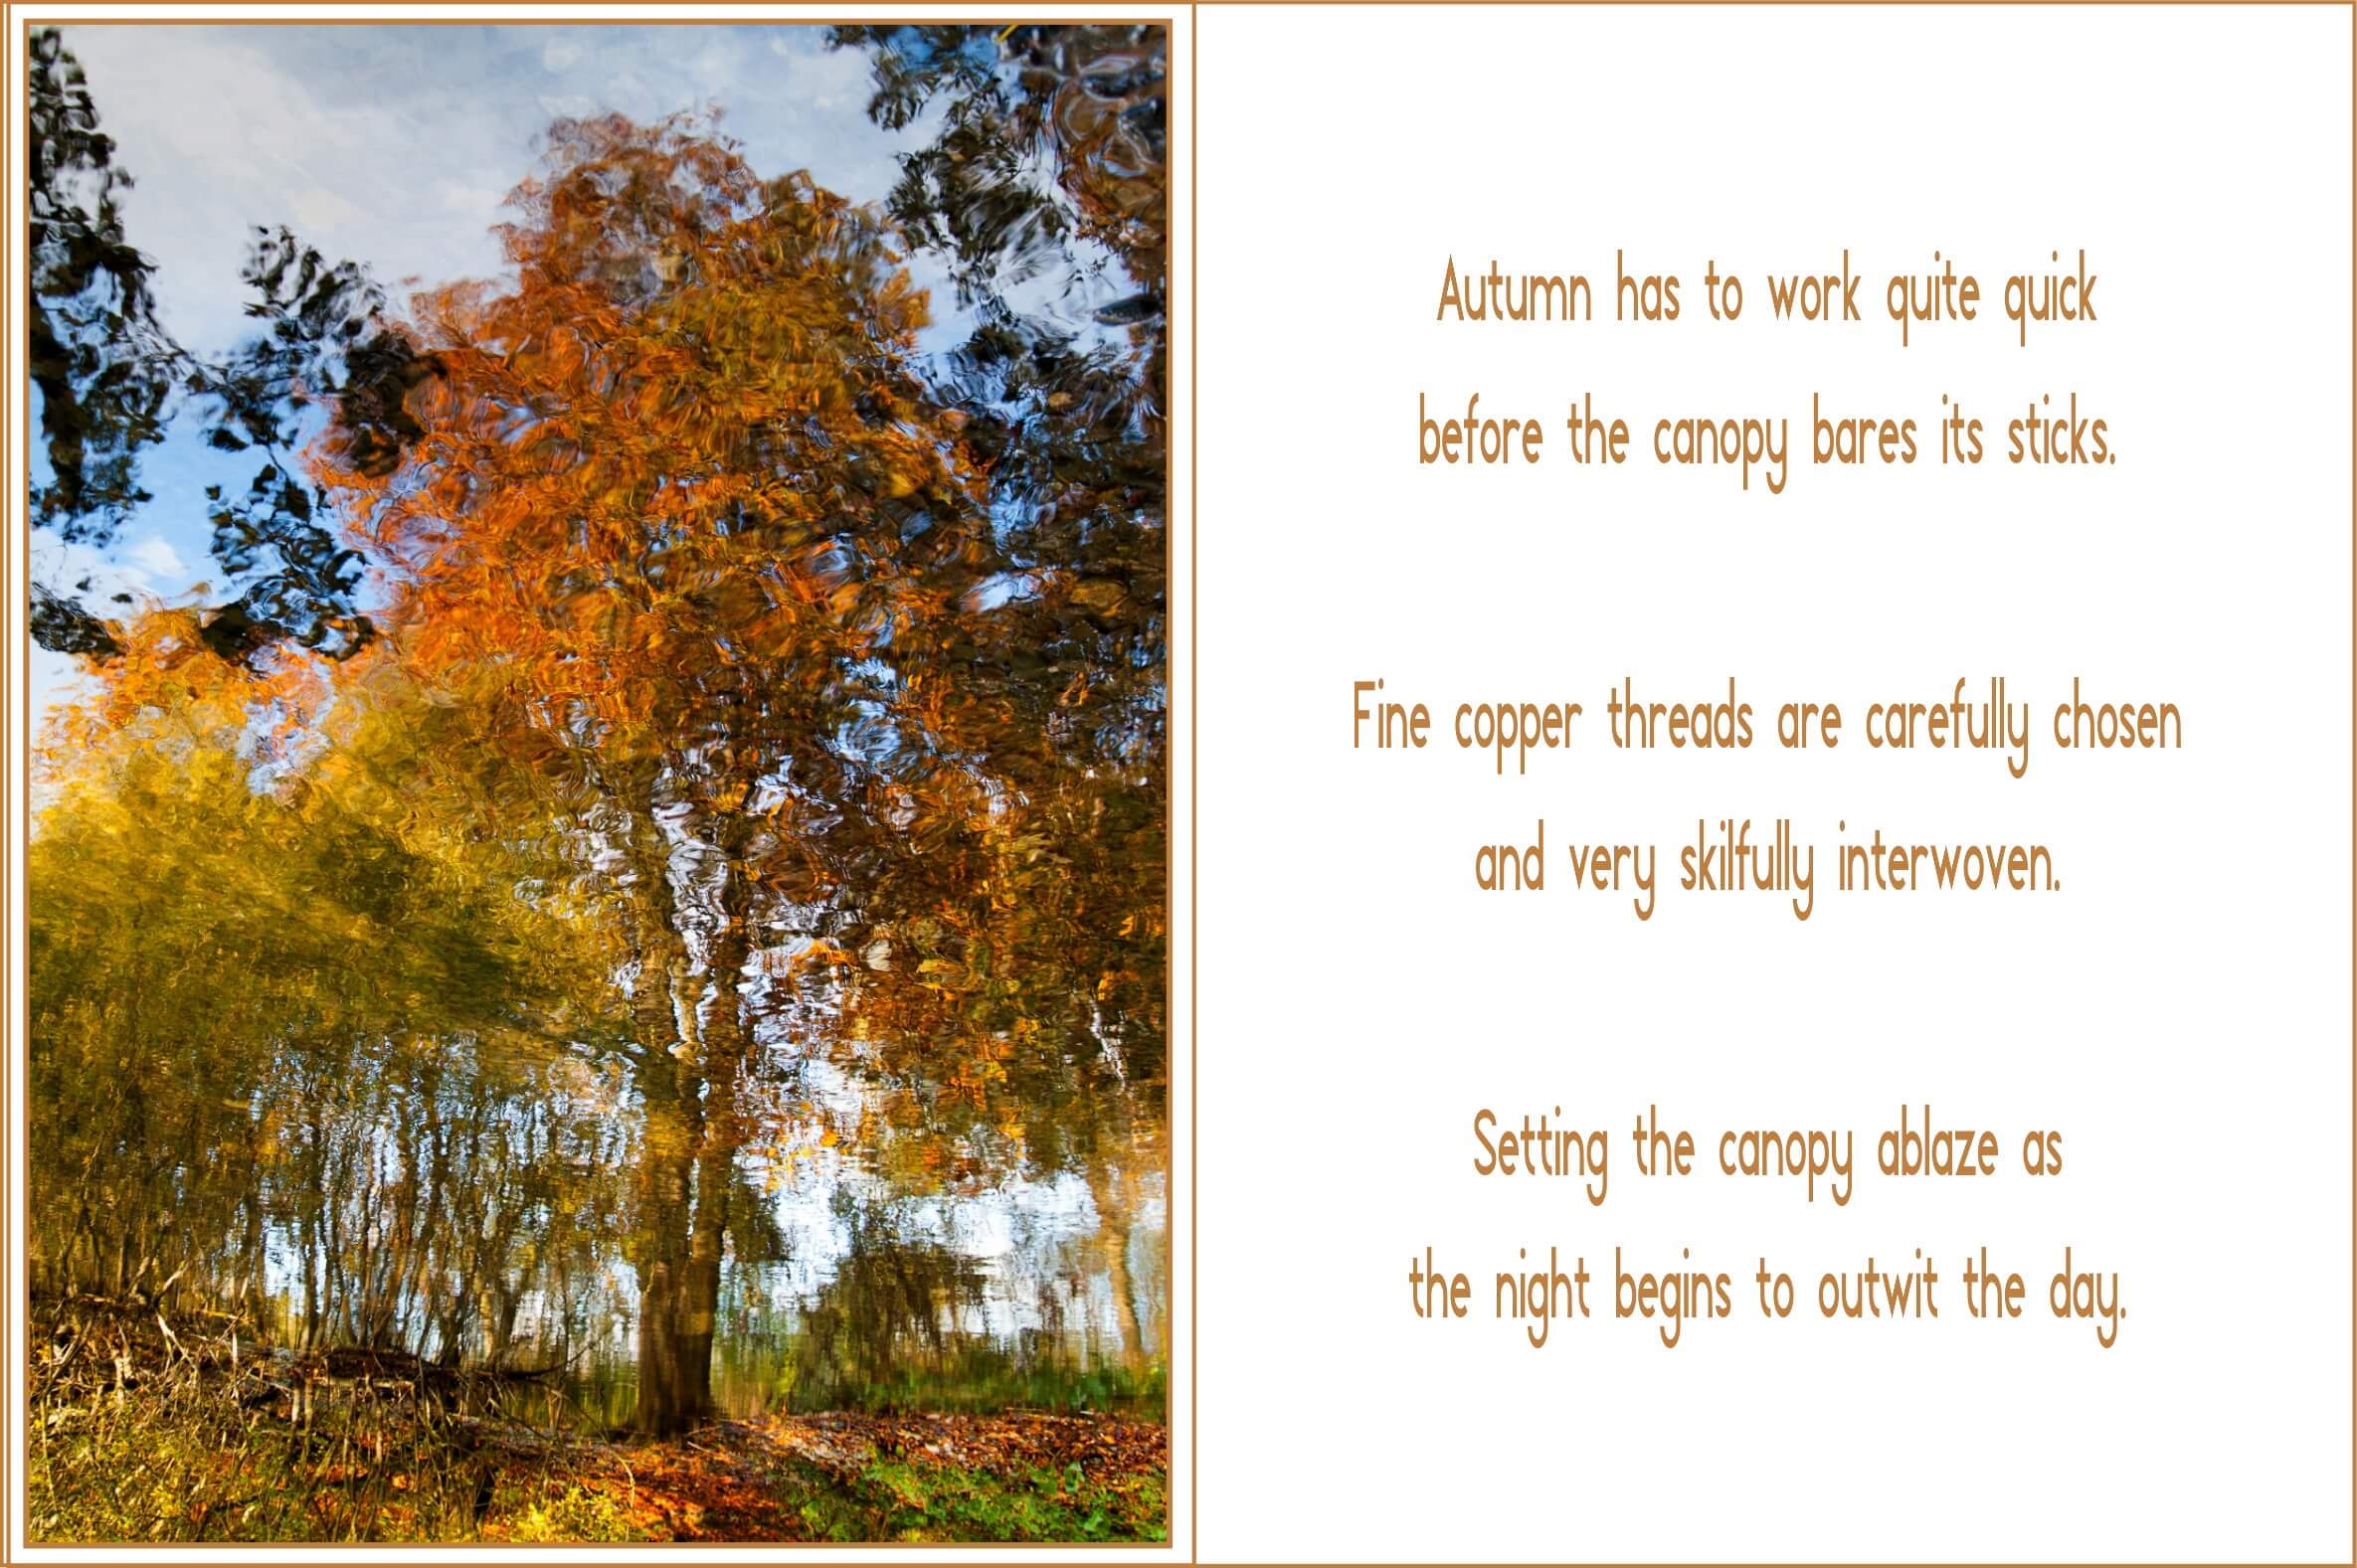 Autumn has to work quite quick
before the canopy bares its sticks.
Fine copper threads are carefully chosen
and very skilfully interwoven.
Setting the canopy ablaze as
the night begins to outwit the day.